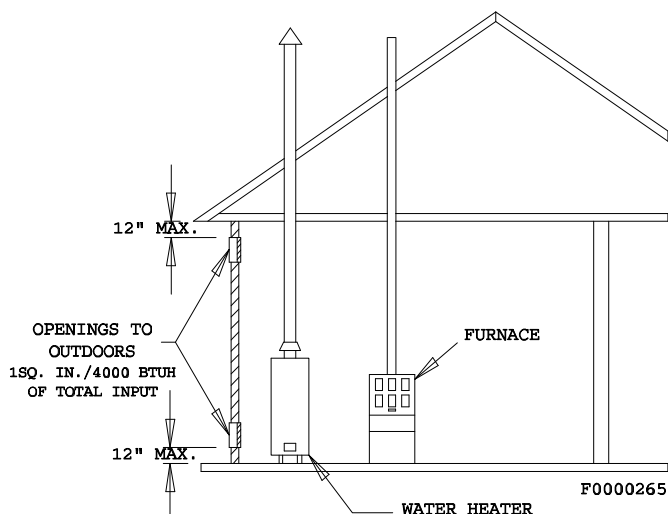 12" MAX.
OPENINGS TO
OUTDOORS
1SQ. IN./4000 BTUH
OF TOTAL INPUT
FURNACE
12" MAX.
F0000265
WATER HEATER